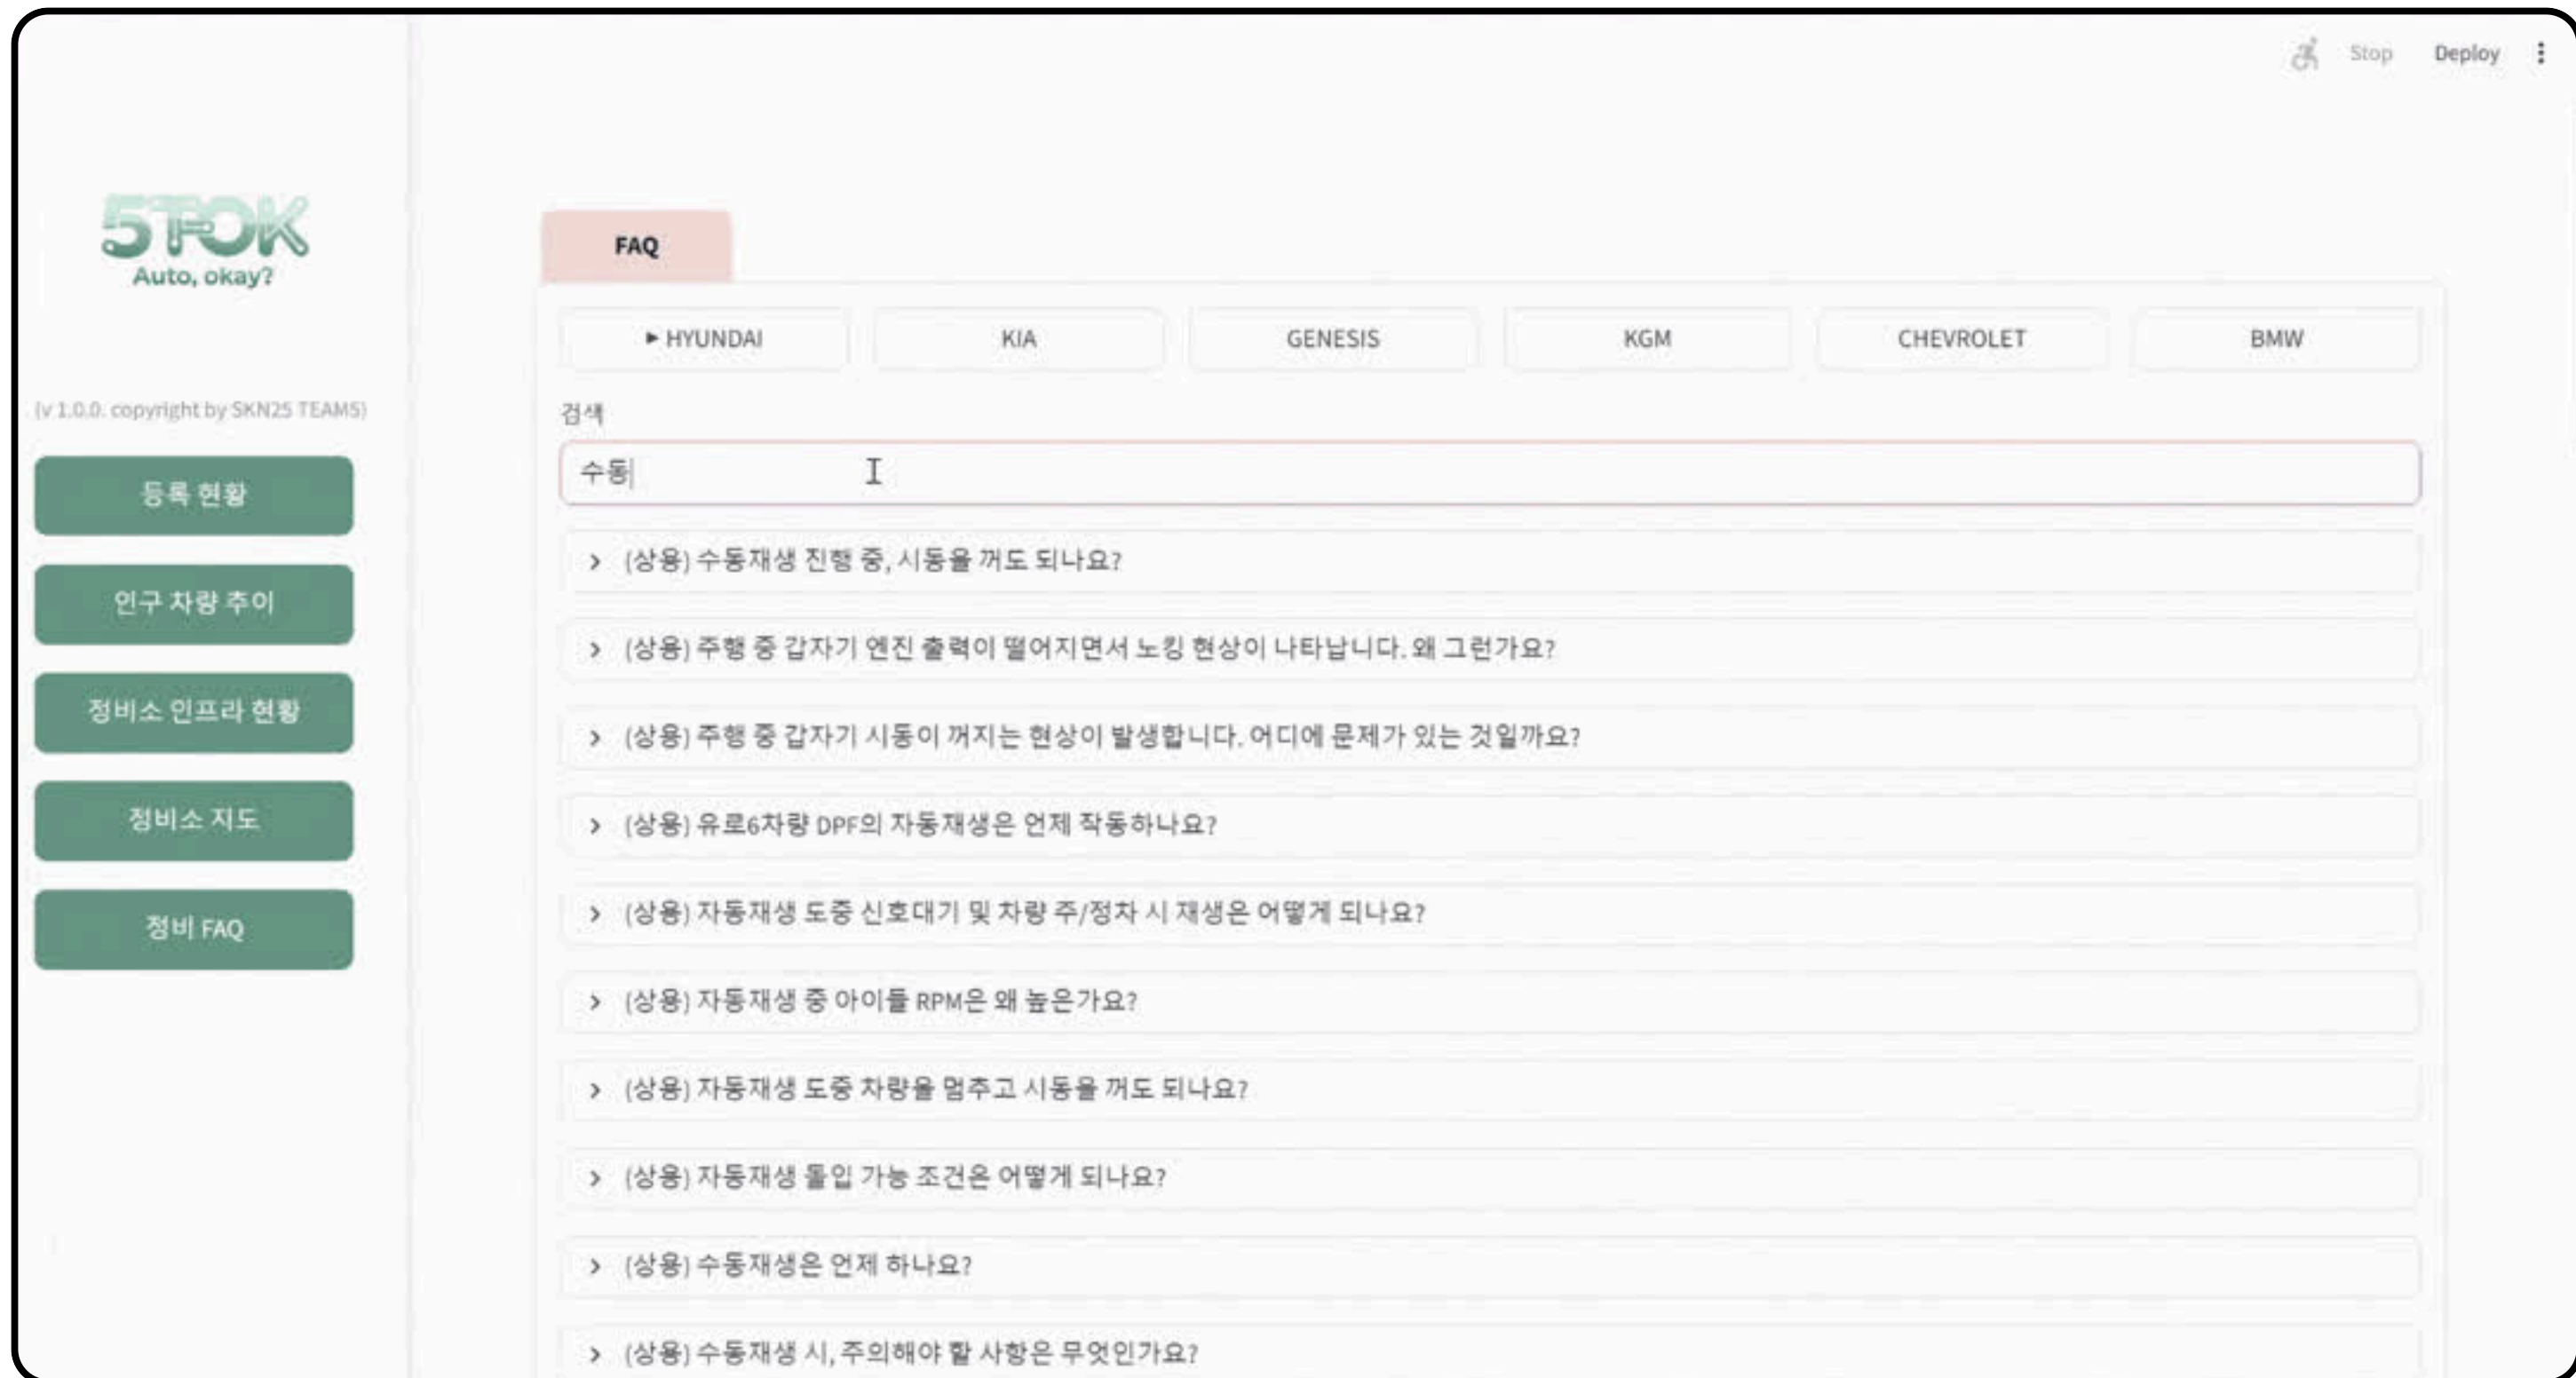 Stop Deploy
5TOK
Auto, okay?
(v 1.0.0. copyright by SKN25 TEAMS)
등록 현황
인구 차량 추이
정비소 인프라 현황
정비소 지도
정비 FAQ
FAQ
▸ HYUNDAI KIA GENESIS KGM CHEVROLET BMW
검색
수동
(상용) 수동재생 진행 중, 시동을 꺼도 되나요?
(상용) 주행 중 갑자기 엔진 출력이 떨어지면서 노킹 현상이 나타납니다. 왜 그런가요?
(상용) 주행 중 갑자기 시동이 꺼지는 현상이 발생합니다. 어디에 문제가 있는 것일까요?
(상용) 유로6차량 DPF의 자동재생은 언제 작동하나요?
(상용) 자동재생 도중 신호대기 및 차량 주/정차 시 재생은 어떻게 되나요?
(상용) 자동재생 중 아이들 RPM은 왜 높은가요?
(상용) 자동재생 도중 차량을 멈추고 시동을 꺼도 되나요?
(상용) 자동재생 돌입 가능 조건은 어떻게 되나요?
(상용) 수동재생은 언제 하나요?
(상용) 수동재생 시, 주의해야 할 사항은 무엇인가요?